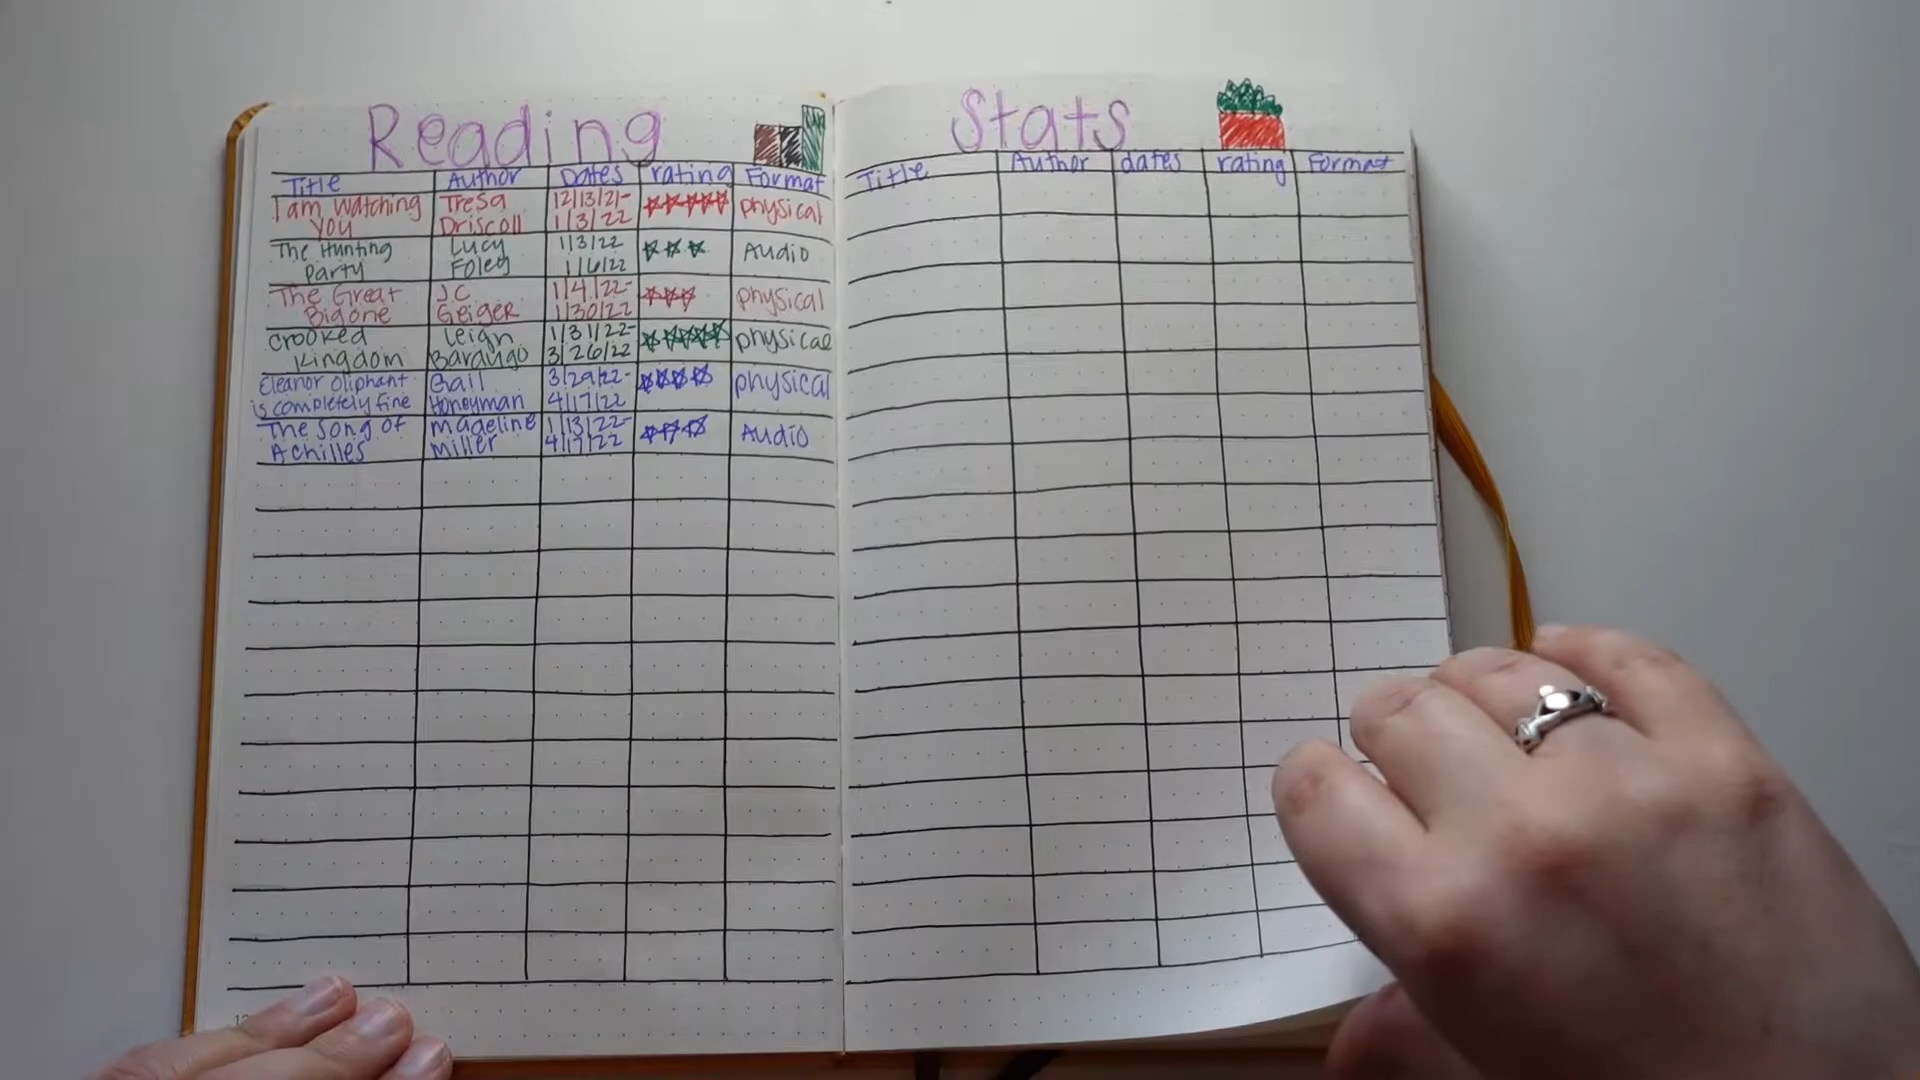 Reading
Title Author Dates rating Format
I am Watching Tresa 12/13/21- physical
You Driscoll 1/3/22
The Hunting Lucy 1/3/22 Audio
Party Foley 1/6/22
The Great JC 1/4/22- physical
Big one Geiger 1/30/22
Crooked Leigh 1/31/22- physical
Kingdom Bardugo 3/26/22
Eleanor Oliphant Gail 3/29/22- physical
is completely fine Honeyman 4/17/22
The Song of Madeline 1/13/22- Audio
Achilles Miller 4/17/22
Stats
Title Author dates rating Format